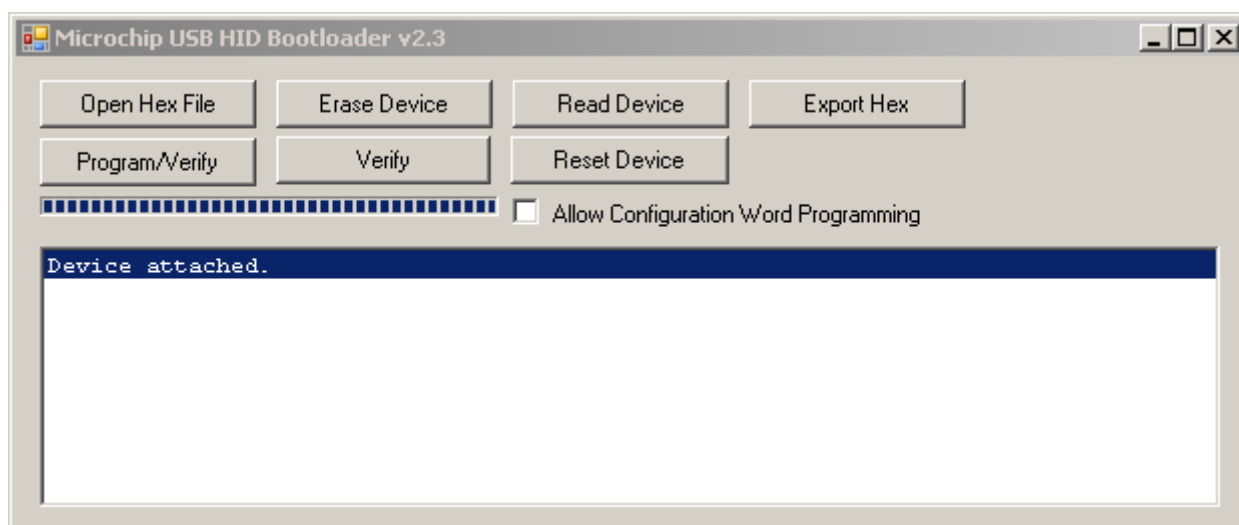 Microchip USB HID Bootloader v2.3
Open Hex File Erase Device Read Device Export Hex
Program/Verify Verify Reset Device
Allow Configuration Word Programming
Device attached.